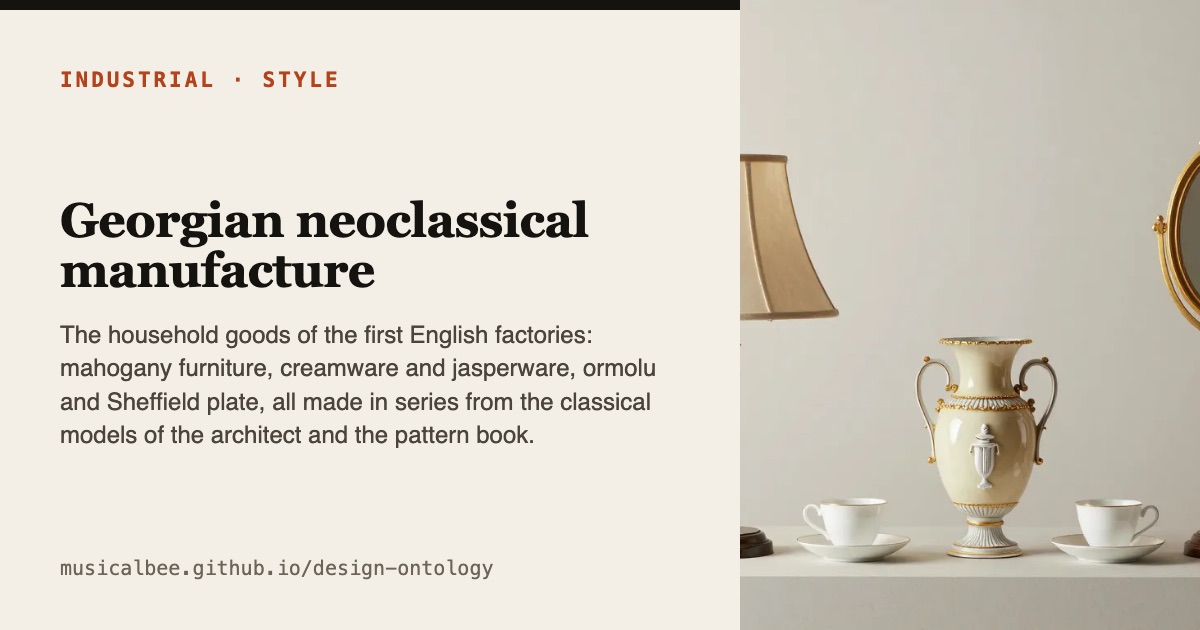 INDUSTRIAL · STYLE
Georgian neoclassical
manufacture
The household goods of the first English factories:
mahogany furniture, creamware and jasperware, ormolu
and Sheffield plate, all made in series from the classical
models of the architect and the pattern book.
musicalbee.github.io/design-ontology